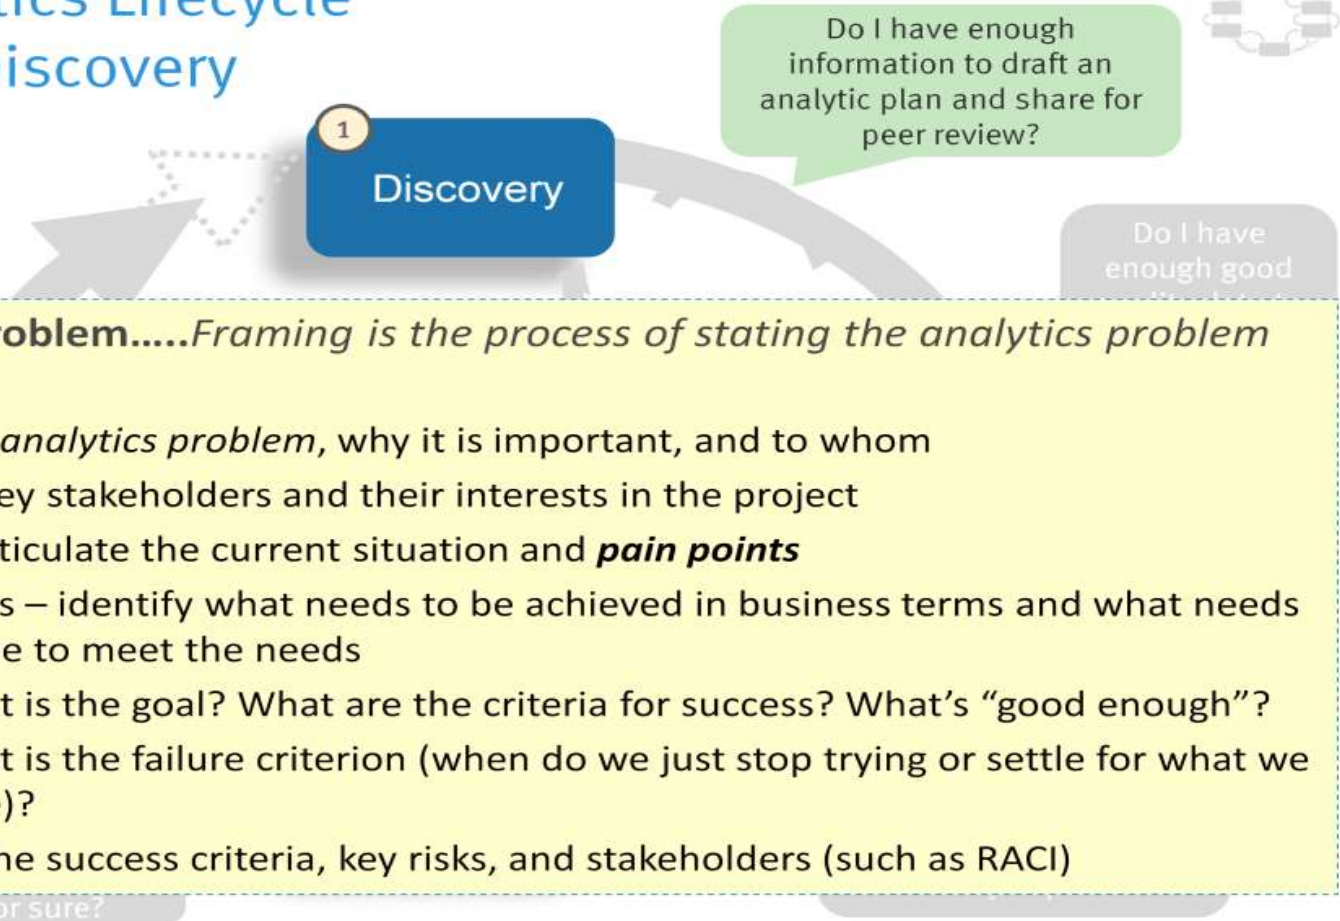 tics Lifecycle
iscovery
Do I have enough
information to draft an
analytic plan and share for
peer review?
1
Discovery
Do I have
enough good
roblem.....Framing is the process of stating the analytics problem
analytics problem, why it is important, and to whom
ey stakeholders and their interests in the project
ticulate the current situation and pain points
s – identify what needs to be achieved in business terms and what needs
e to meet the needs
t is the goal? What are the criteria for success? What's “good enough”?
t is the failure criterion (when do we just stop trying or settle for what we
)?
ne success criteria, key risks, and stakeholders (such as RACI)
or sure?